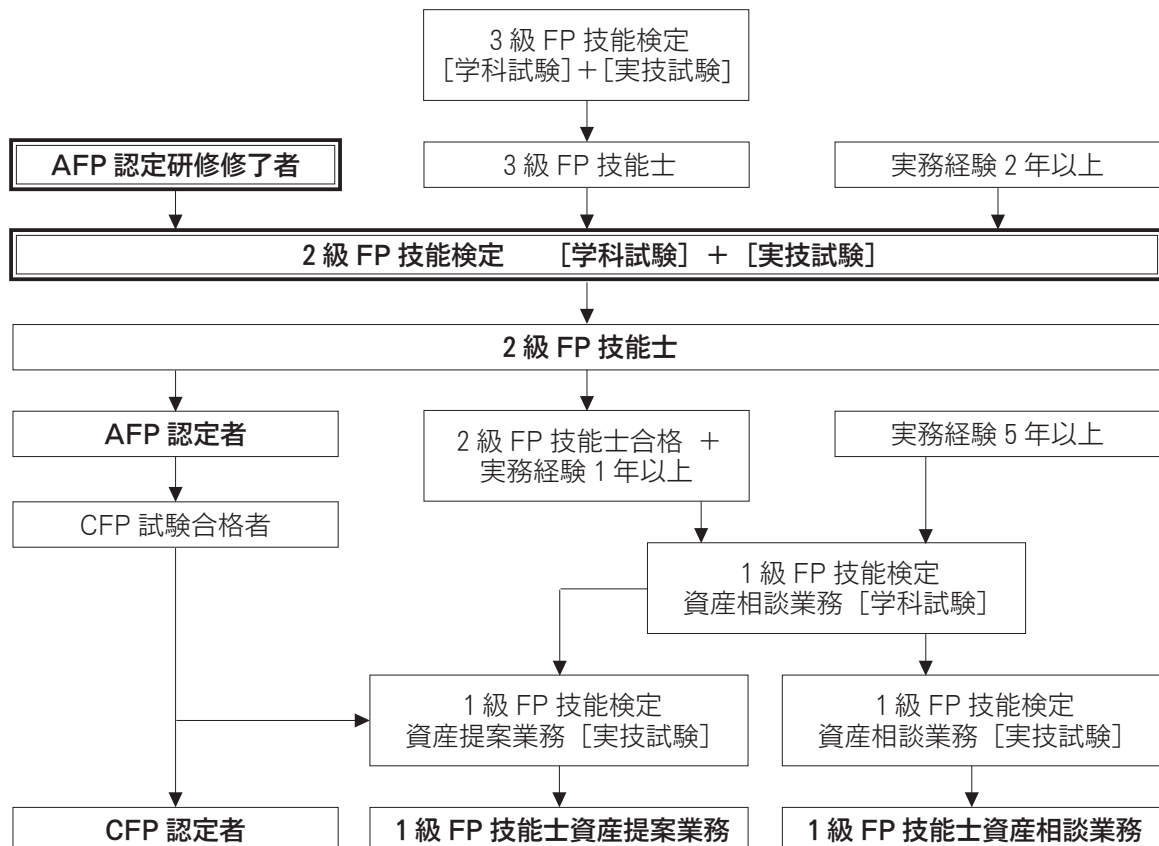 3 級 FP 技能検定
[学科試験]＋[実技試験]
AFP 認定研修修了者
3 級 FP 技能士
実務経験 2 年以上
2 級 FP 技能検定 [学科試験] ＋ [実技試験]
2 級 FP 技能士
AFP 認定者
2 級 FP 技能士合格 ＋
実務経験 1 年以上
実務経験 5 年以上
CFP 試験合格者
1 級 FP 技能検定
資産相談業務 [学科試験]
1 級 FP 技能検定
資産提案業務 [実技試験]
1 級 FP 技能検定
資産相談業務 [実技試験]
CFP 認定者
1 級 FP 技能士資産提案業務
1 級 FP 技能士資産相談業務